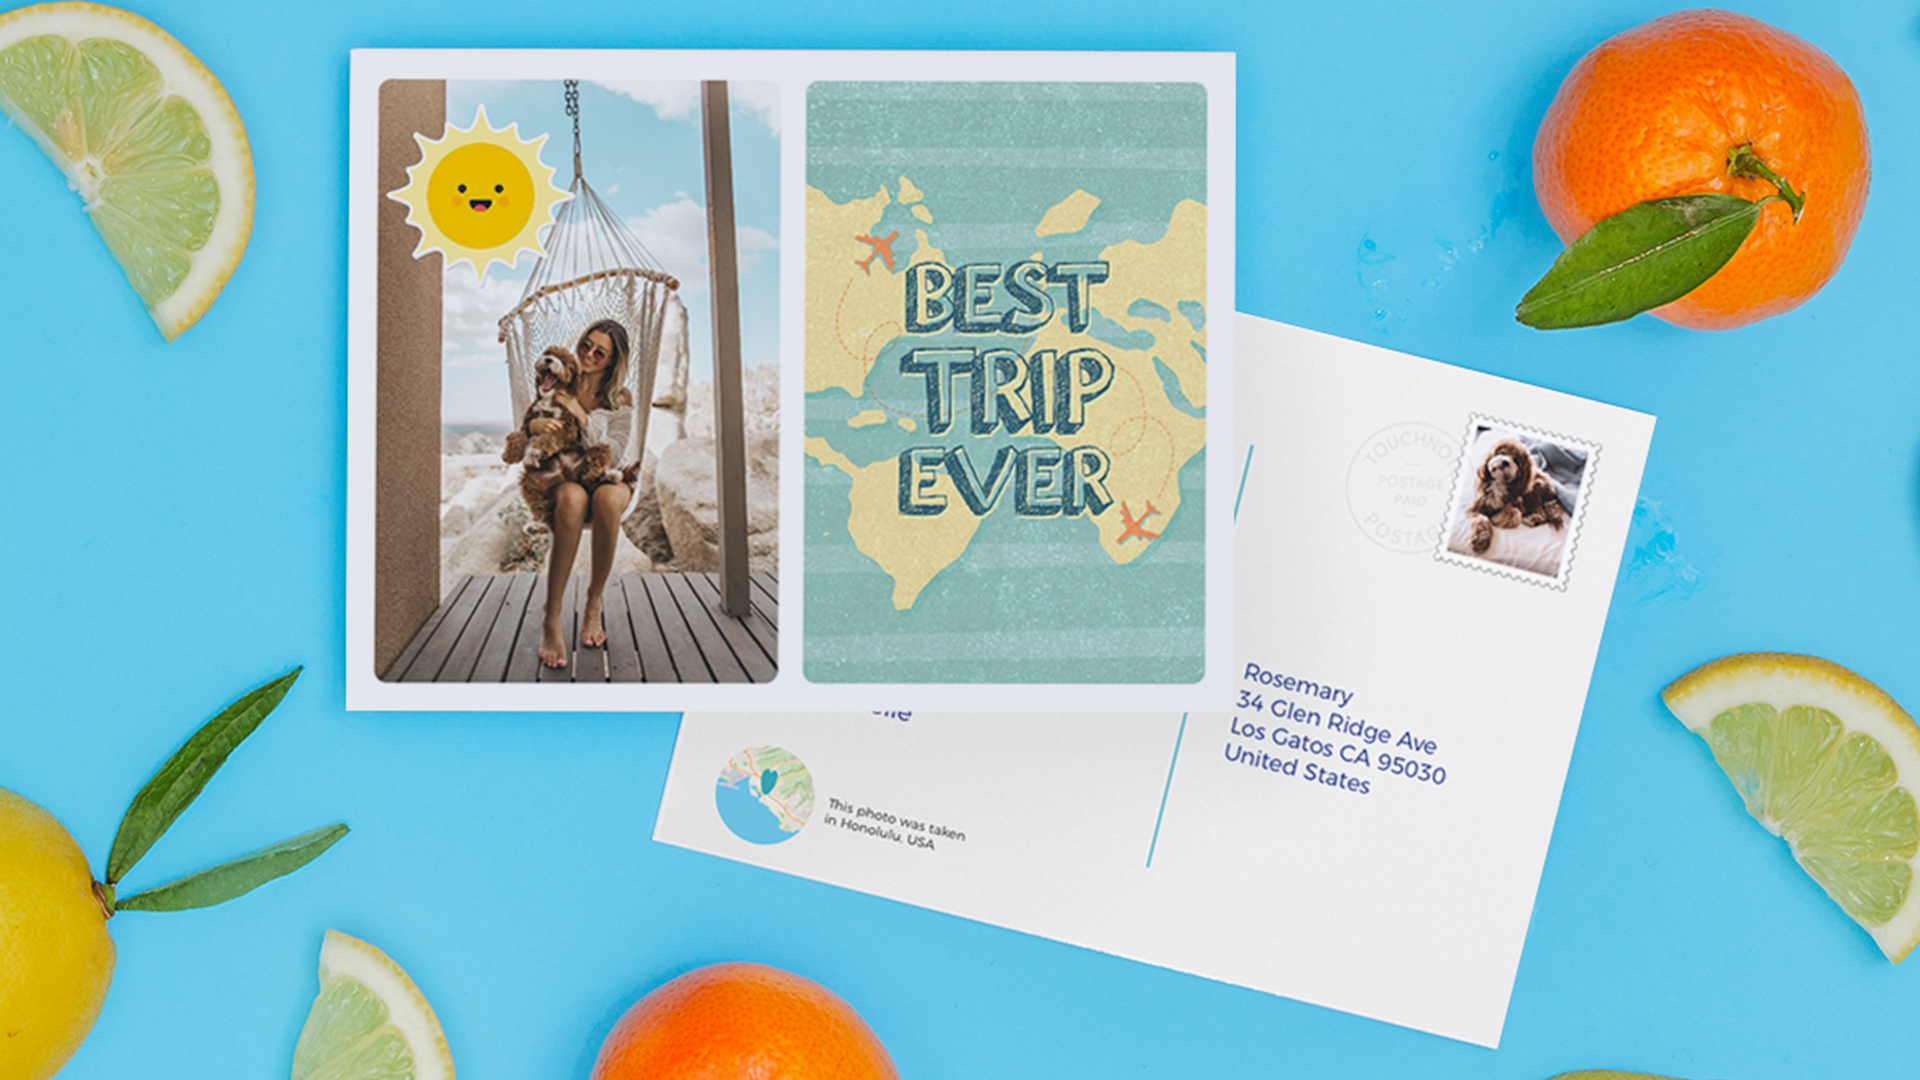 BEST
TRIP
EVER
TOUCHNOT
POSTAGE
PAID
Rosemary
34 Glen Ridge Ave
Los Gatos CA 95030
United States
This photo was taken
in Honolulu, USA